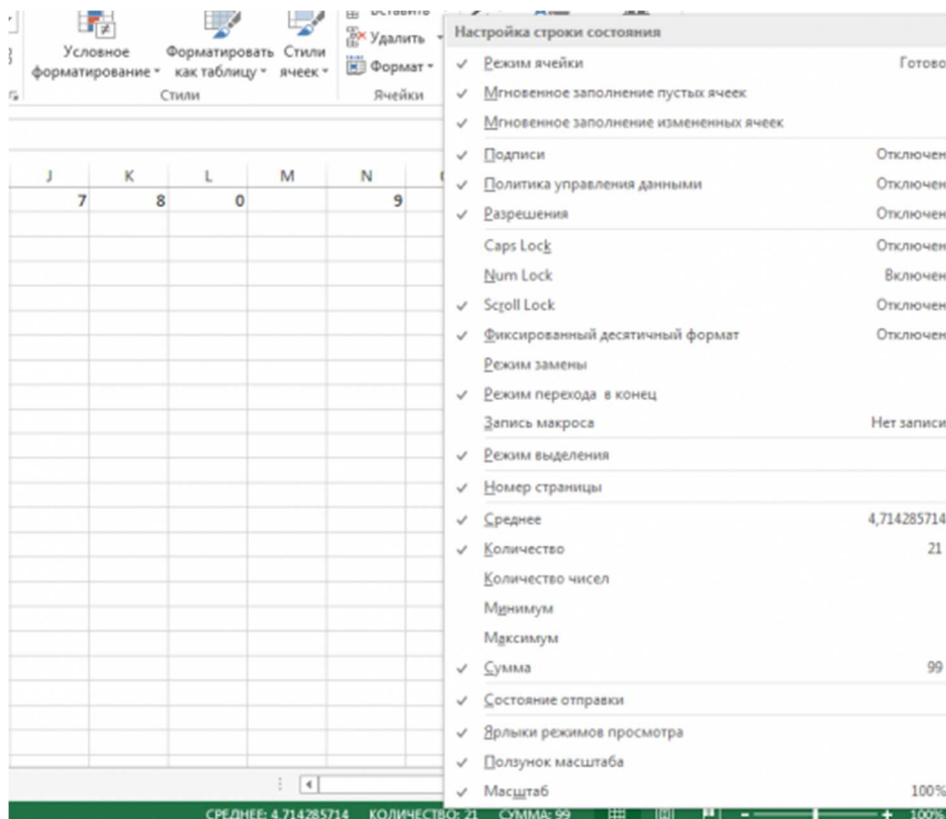 Вставить
Условное форматирование
Форматировать как таблицу
Стили ячеек
Удалить
Формат
Стили
Ячейки
J K L M N
7 8 0 9
Настройка строки состояния
Режим ячейки Готово
Мгновенное заполнение пустых ячеек
Мгновенное заполнение измененных ячеек
Подписи Отключен
Политика управления данными Отключен
Разрешения Отключен
Caps Lock Отключен
Num Lock Включен
Scroll Lock Отключен
Фиксированный десятичный формат Отключен
Режим замены
Режим перехода в конец
Запись макроса Нет записи
Режим выделения
Номер страницы
Среднее 4,714285714
Количество 21
Количество чисел
Минимум
Максимум
Сумма 99
Состояние отправки
Ярлыки режимов просмотра
Ползунок масштаба
Масштаб 100%
СРЕДНЕЕ: 4,714285714 КОЛИЧЕСТВО: 21 СУММА: 99 100%